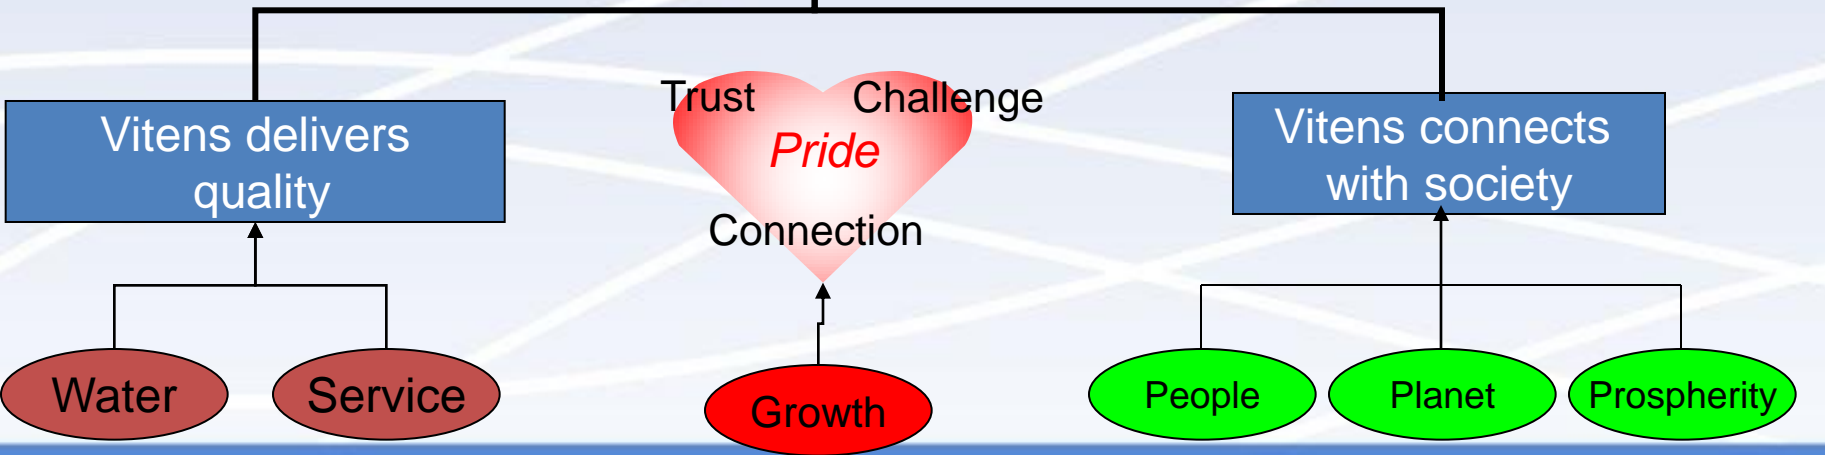 Vitens delivers
quality
Trust
Challenge
Pride
Connection
Vitens connects
with society
Water
Service
Growth
People
Planet
Prospherity